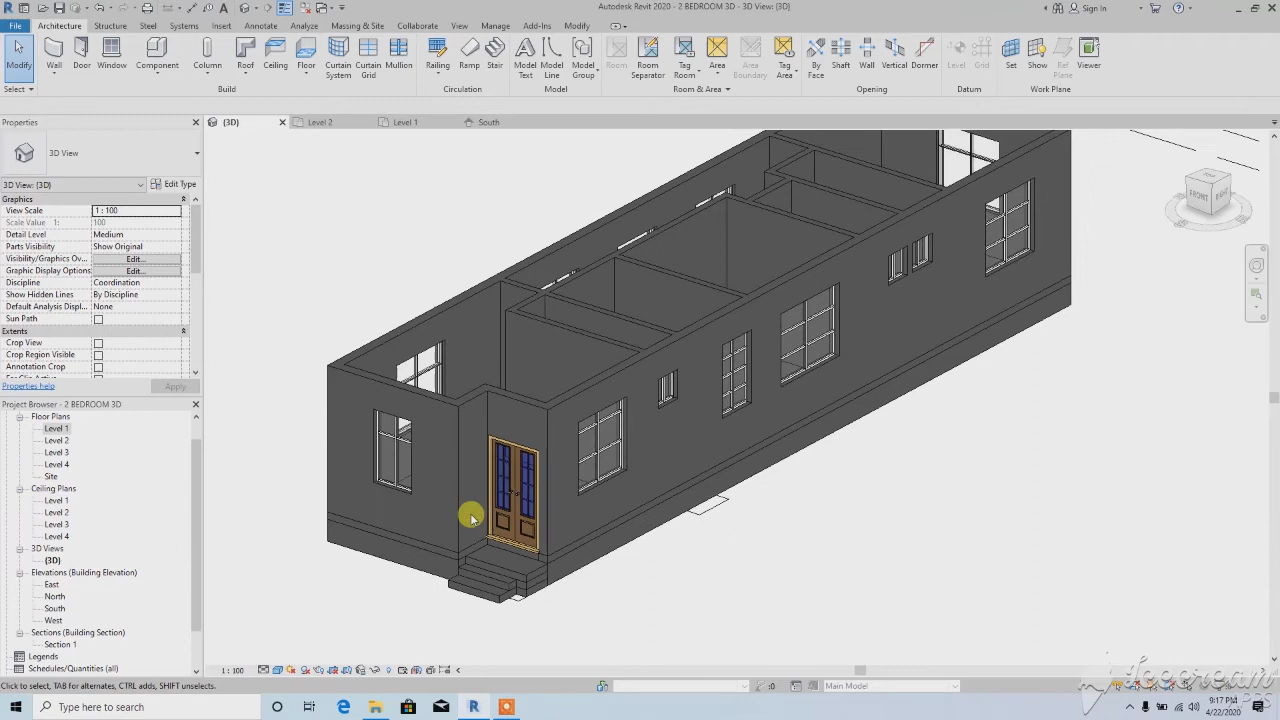 Autodesk Revit 2020 - 2 BEDROOM 3D - 3D View: {3D}
Sign In
File Architecture Structure Steel Systems Insert Annotate Analyze Massing & Site Collaborate View Manage Add-Ins Modify
Modify Wall Door Window Component Column Roof Ceiling Floor Curtain System Curtain Grid Mullion Railing Ramp Stair Model Text Model Line Model Group Room Room Separator Tag Room Area Area Boundary Tag Area By Face Shaft Wall Vertical Dormer Level Grid Set Show Ref Plane Viewer
Select Build Circulation Model Room & Area Opening Datum Work Plane
Properties
{3D} Level 2 Level 1 South
3D View
3D View: {3D} Edit Type
Graphics
View Scale 1 : 100
Scale Value 1: 100
Detail Level Medium
Parts Visibility Show Original
Visibility/Graphics Ov... Edit...
Graphic Display Options Edit...
Discipline Coordination
Show Hidden Lines By Discipline
Default Analysis Displ... None
Sun Path
Extents
Crop View
Crop Region Visible
Annotation Crop
Properties help Apply
Project Browser - 2 BEDROOM 3D
Floor Plans
Level 1
Level 2
Level 3
Level 4
Site
Ceiling Plans
Level 1
Level 2
Level 3
Level 4
3D Views
{3D}
Elevations (Building Elevation)
East
North
South
West
Sections (Building Section)
Section 1
Legends
Schedules/Quantities (all)
1 : 100
Click to select, TAB for alternates, CTRL adds, SHIFT unselects.
:0 Main Model
Icecream
APPS
Type here to search
9:17 PM
4/22/2020